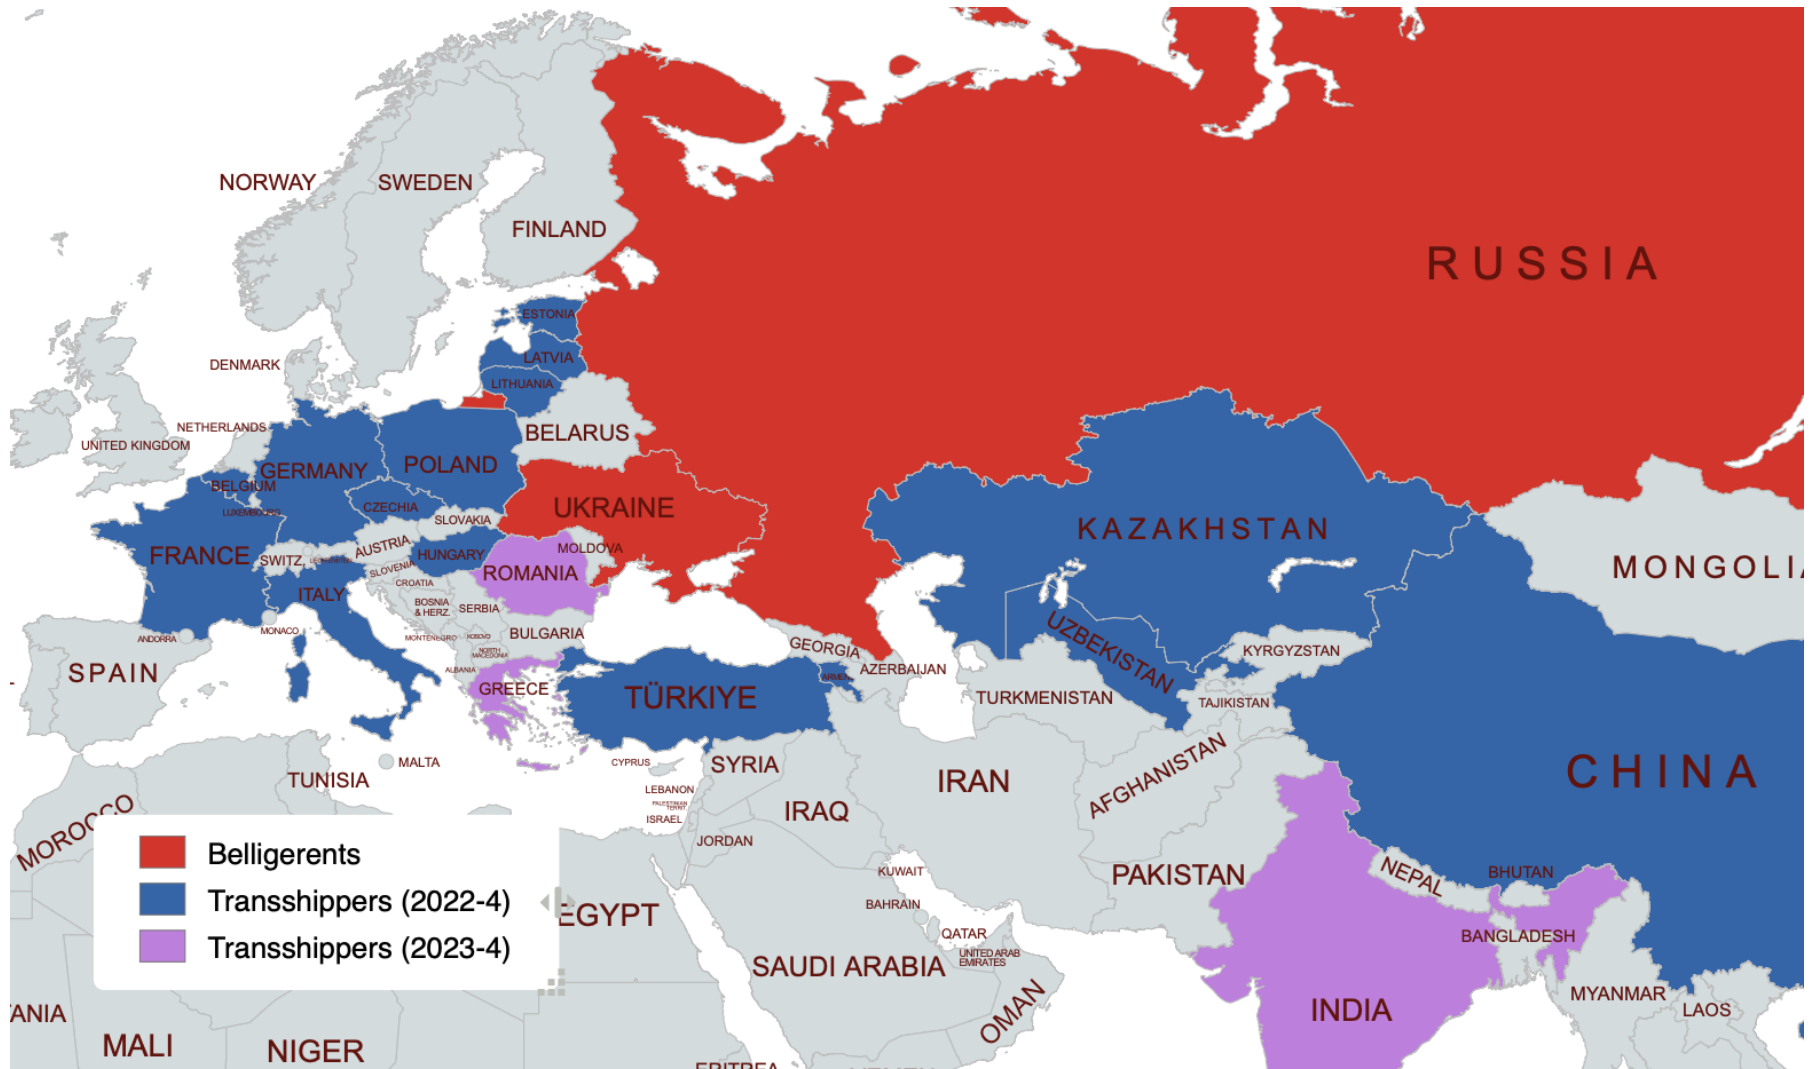 NORWAY
SWEDEN
FINLAND
RUSSIA
ESTONIA
LATVIA
DENMARK
LITHUANIA
NETHERLANDS
BELARUS
UNITED KINGDOM
GERMANY
POLAND
BELGIUM
CZECHIA
UKRAINE
LUXEMBOURG
SLOVAKIA
KAZAKHSTAN
FRANCE
SWITZ.
AUSTRIA
HUNGARY
MOLDOVA
MONGOLIA
SLOVENIA
ROMANIA
CROATIA
ITALY
BOSNIA
& HERZ.
SERBIA
MONACO
ANDORRA
MONTENEGRO
KOSOVO
BULGARIA
GEORGIA
UZBEKISTAN
KYRGYZSTAN
NORTH
MACEDONIA
SPAIN
ALBANIA
AZERBAIJAN
ARMENIA
GREECE
TÜRKIYE
TURKMENISTAN
TAJIKISTAN
MALTA
CYPRUS
SYRIA
TUNISIA
IRAN
AFGHANISTAN
CHINA
LEBANON
PALESTINIAN
TERRIT.
ISRAEL
IRAQ
MOROCCO
JORDAN
KUWAIT
PAKISTAN
NEPAL
BHUTAN
Belligerents
Transshippers (2022-4)
Transshippers (2023-4)
EGYPT
BAHRAIN
QATAR
BANGLADESH
UNITED ARAB
EMIRATES
SAUDI ARABIA
OMAN
INDIA
MYANMAR
LAOS
TANIA
MALI
NIGER
ERITREA